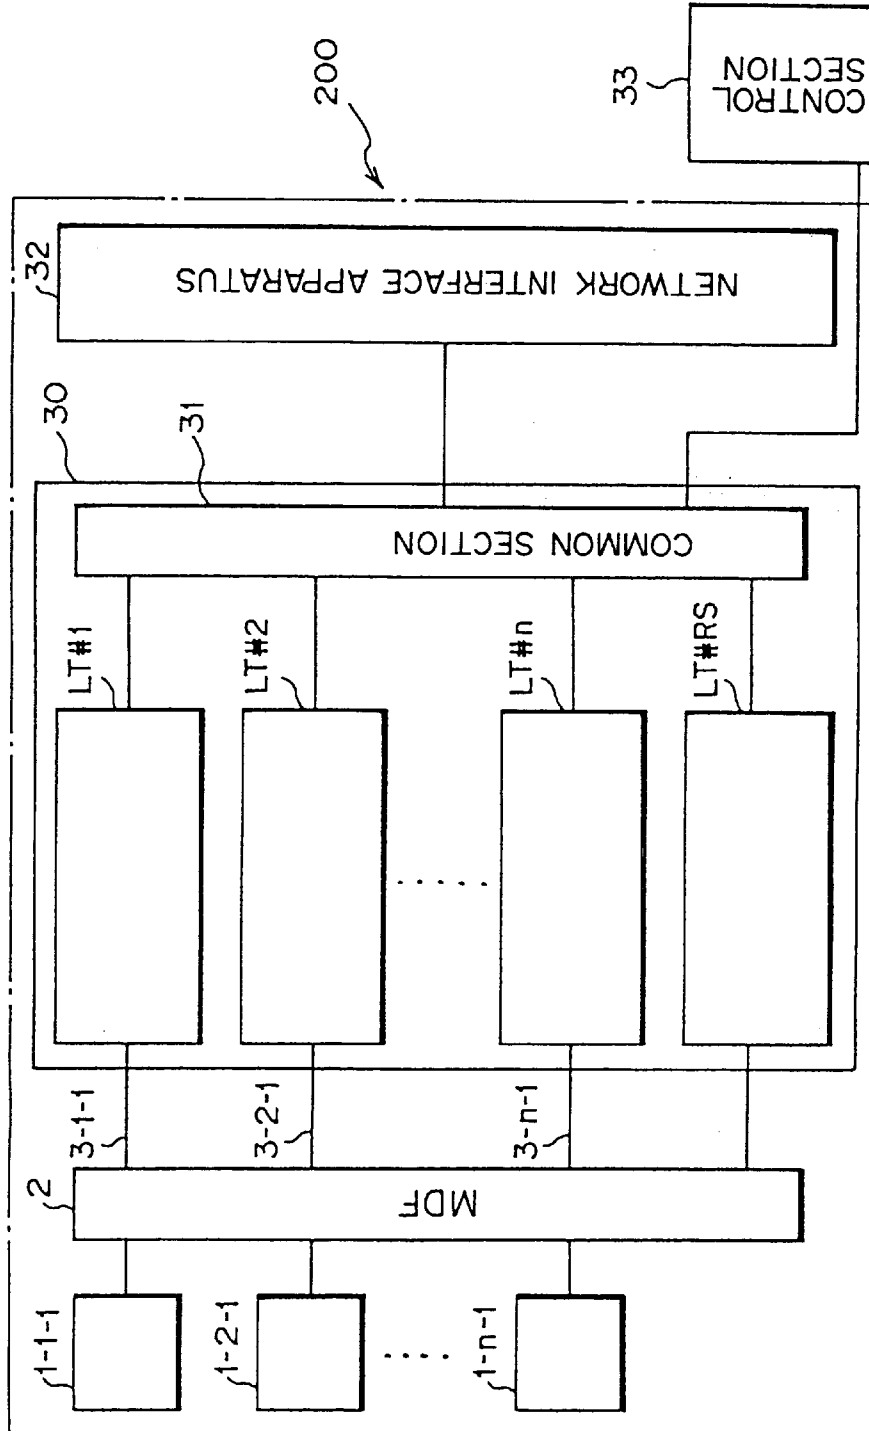 200
33
CONTROL
SECTION
32
NETWORK INTERFACE APPARATUS
30
31
COMMON SECTION
LT#1
LT#2
LT#n
LT#RS
3-1-1
3-2-1
3-n-1
2
MDF
1-1-1
1-2-1
1-n-1